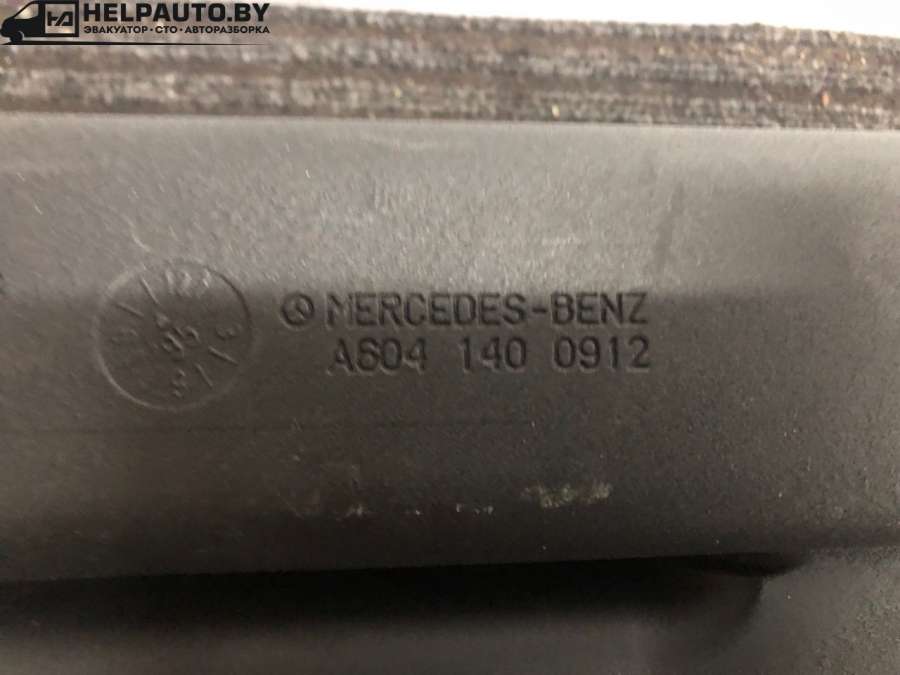 HELPAUTO.BY
ЭВАКУАТОР · СТО · АВТОРАЗБОРКА
MERCEDES-BENZ
A604 140 0912